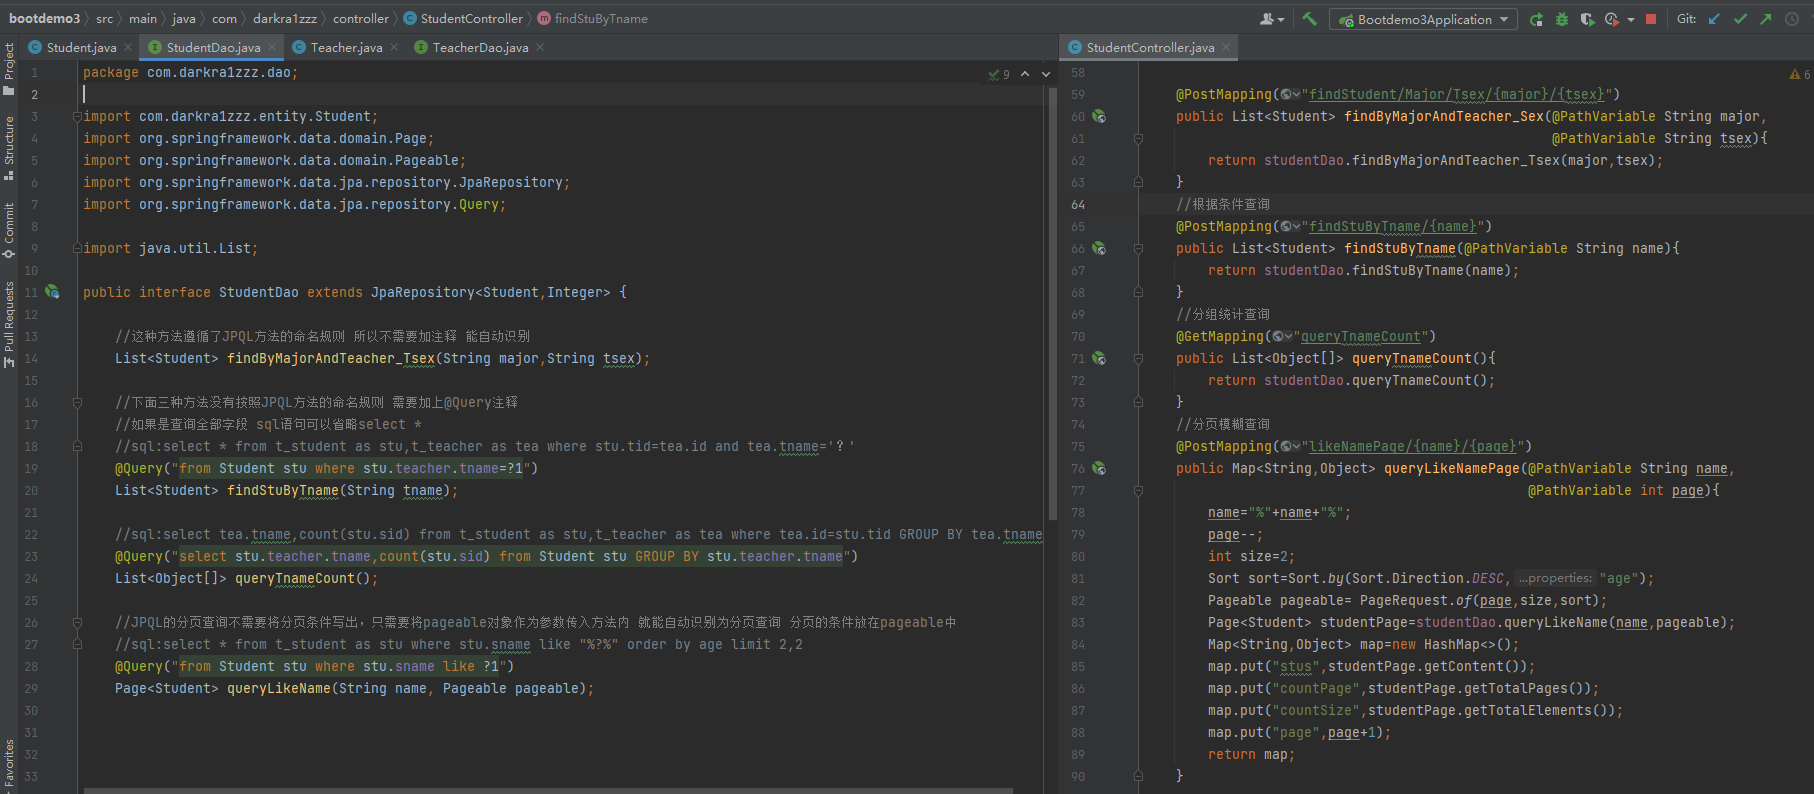 bootdemo3 src main java com darkra1zzz controller StudentController findStuByTname
Bootdemo3Application
Git:
Student.java
StudentDao.java
Teacher.java
TeacherDao.java
StudentController.java
Project
Structure
Commit
Pull Requests
Favorites
9
1 package com.darkra1zzz.dao;
2
3 import com.darkra1zzz.entity.Student;
4 import org.springframework.data.domain.Page;
5 import org.springframework.data.domain.Pageable;
6 import org.springframework.data.jpa.repository.JpaRepository;
7 import org.springframework.data.jpa.repository.Query;
8
9 import java.util.List;
10
11 public interface StudentDao extends JpaRepository<Student,Integer> {
12
13 //这种方法遵循了JPQL方法的命名规则 所以不需要加注释 能自动识别
14 List<Student> findByMajorAndTeacher_Tsex(String major,String tsex);
15
16 //下面三种方法没有按照JPQL方法的命名规则 需要加上@Query注释
17 //如果是查询全部字段 sql语句可以省略select *
18 //sql:select * from t_student as stu,t_teacher as tea where stu.tid=tea.id and tea.tname='？'
19 @Query("from Student stu where stu.teacher.tname=?1")
20 List<Student> findStuByTname(String tname);
21
22 //sql:select tea.tname,count(stu.sid) from t_student as stu,t_teacher as tea where tea.id=stu.tid GROUP BY tea.tname
23 @Query("select stu.teacher.tname,count(stu.sid) from Student stu GROUP BY stu.teacher.tname")
24 List<Object[]> queryTnameCount();
25
26 //JPQL的分页查询不需要将分页条件写出，只需要将pageable对象作为参数传入方法内 就能自动识别为分页查询 分页的条件放在pageable中
27 //sql:select * from t_student as stu where stu.sname like "%?%" order by age limit 2,2
28 @Query("from Student stu where stu.sname like ?1")
29 Page<Student> queryLikeName(String name, Pageable pageable);
30
31
32
33
6
58
59 @PostMapping("findStudent/Major/Tsex/{major}/{tsex}")
60 public List<Student> findByMajorAndTeacher_Sex(@PathVariable String major,
61 @PathVariable String tsex){
62 return studentDao.findByMajorAndTeacher_Tsex(major,tsex);
63 }
64 //根据条件查询
65 @PostMapping("findStuByTname/{name}")
66 public List<Student> findStuByTname(@PathVariable String name){
67 return studentDao.findStuByTname(name);
68 }
69 //分组统计查询
70 @GetMapping("queryTnameCount")
71 public List<Object[]> queryTnameCount(){
72 return studentDao.queryTnameCount();
73 }
74 //分页模糊查询
75 @PostMapping("likeNamePage/{name}/{page}")
76 public Map<String,Object> queryLikeNamePage(@PathVariable String name,
77 @PathVariable int page){
78 name="%"+name+"%";
79 page--;
80 int size=2;
81 Sort sort=Sort.by(Sort.Direction.DESC, ...properties: "age");
82 Pageable pageable= PageRequest.of(page,size,sort);
83 Page<Student> studentPage=studentDao.queryLikeName(name,pageable);
84 Map<String,Object> map=new HashMap<>();
85 map.put("stus",studentPage.getContent());
86 map.put("countPage",studentPage.getTotalPages());
87 map.put("countSize",studentPage.getTotalElements());
88 map.put("page",page+1);
89 return map;
90 }